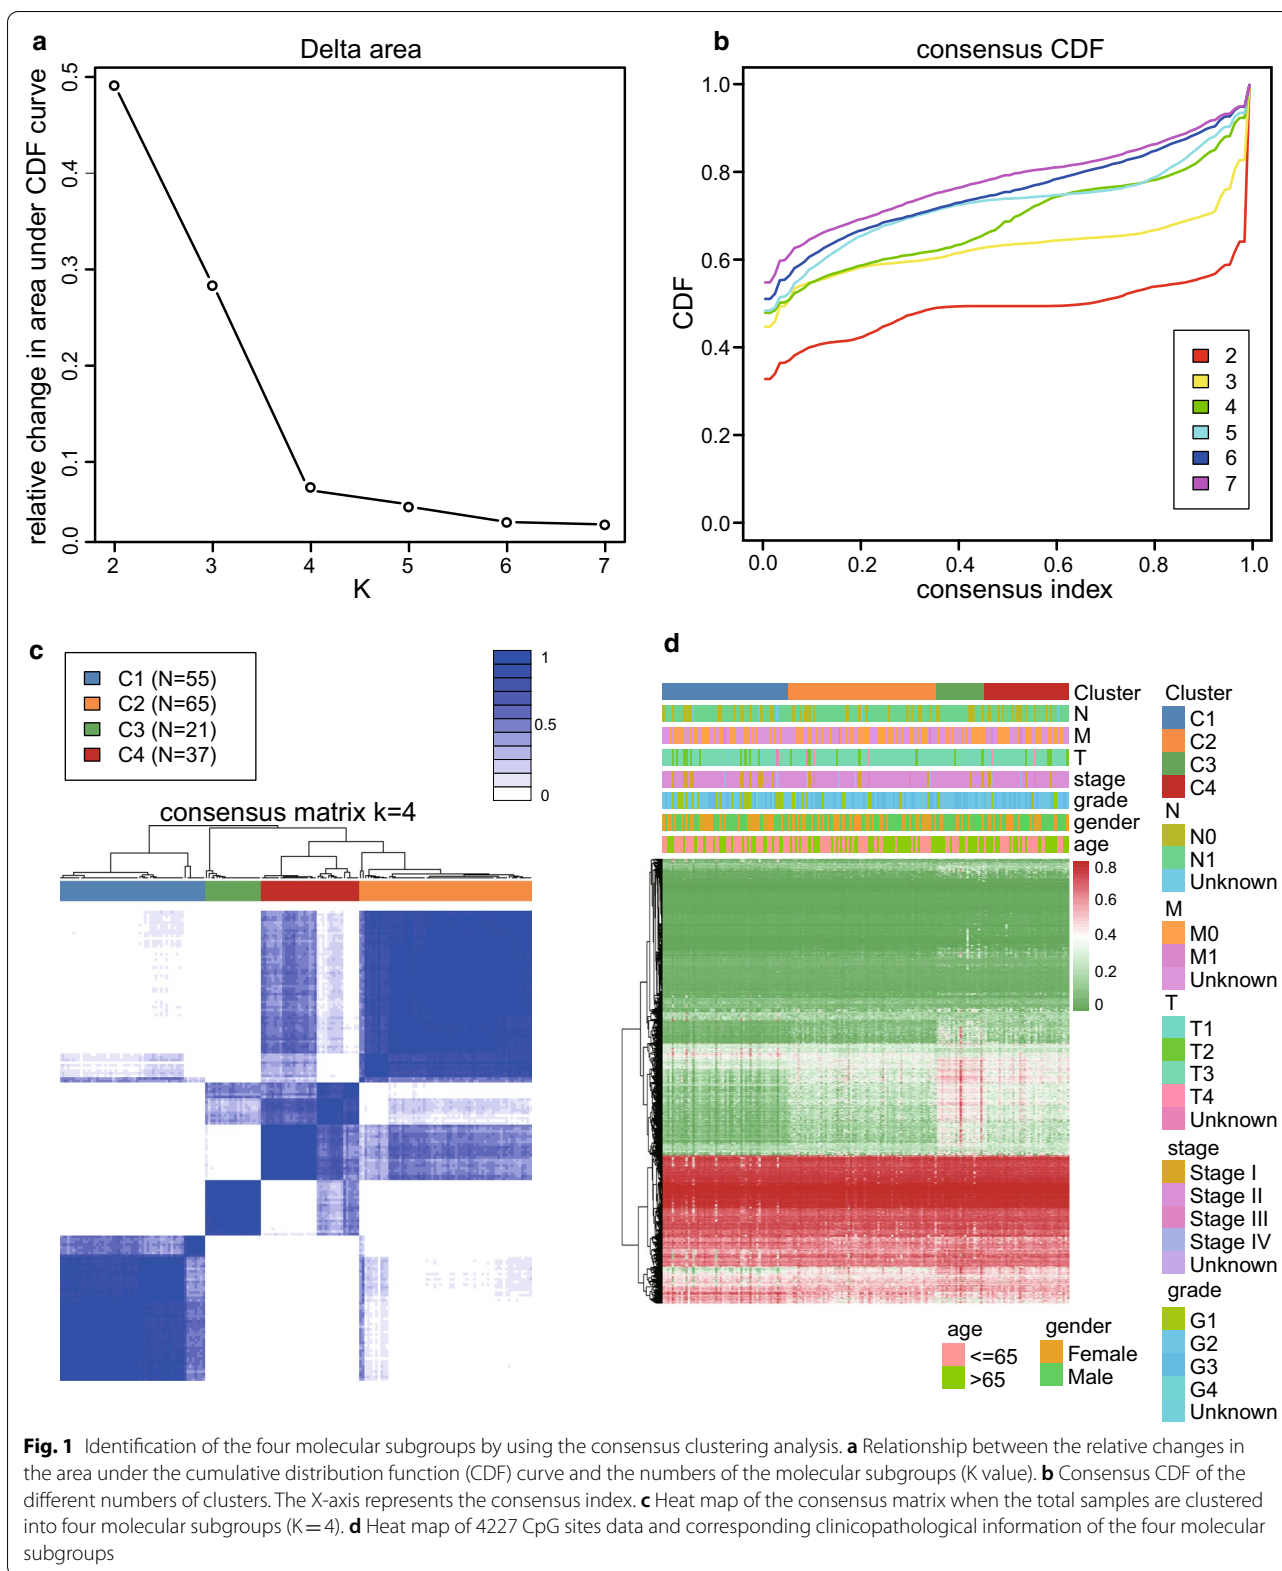 a
Delta area
relative change in area under CDF curve
0.5
0.4
0.3
0.2
0.1
0.0
2 3 4 5 6 7
K
b
consensus CDF
CDF
1.0
0.8
0.6
0.4
0.2
0.0
0.0 0.2 0.4 0.6 0.8 1.0
consensus index
2
3
4
5
6
7
c
C1 (N=55)
C2 (N=65)
C3 (N=21)
C4 (N=37)
1
0.5
0
consensus matrix k=4
d
Cluster
N
M
T
stage
grade
gender
age
0.8
0.6
0.4
0.2
0
Cluster
C1
C2
C3
C4
N
N0
N1
Unknown
M
M0
M1
Unknown
T
T1
T2
T3
T4
Unknown
stage
Stage I
Stage II
Stage III
Stage IV
Unknown
grade
G1
G2
G3
G4
Unknown
age
<=65
>65
gender
Female
Male
Fig. 1 Identification of the four molecular subgroups by using the consensus clustering analysis. a Relationship between the relative changes in
the area under the cumulative distribution function (CDF) curve and the numbers of the molecular subgroups (K value). b Consensus CDF of the
different numbers of clusters. The X-axis represents the consensus index. c Heat map of the consensus matrix when the total samples are clustered
into four molecular subgroups (K = 4). d Heat map of 4227 CpG sites data and corresponding clinicopathological information of the four molecular
subgroups